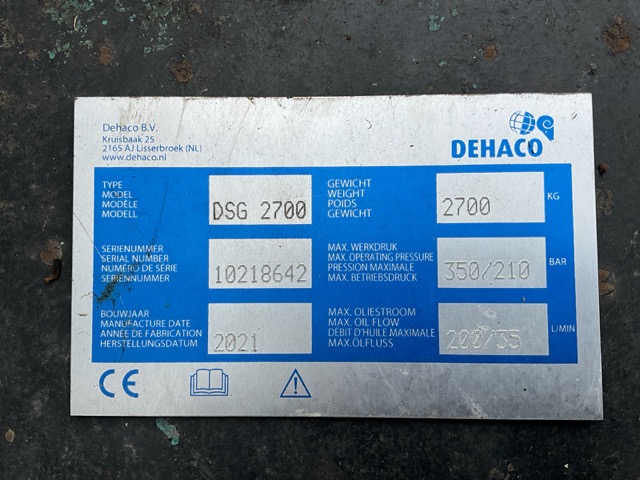 Dehaco B.V.
Kruisbaak 25
2165 AJ Lisserbroek (NL)
www.dehaco.nl
DEHACO
TYPE
MODEL
MODÈLE
MODELL
DSG 2700
GEWICHT
WEIGHT
POIDS
GEWICHT
2700
KG
SERIENUMMER
SERIAL NUMBER
NUMÉRO DE SÉRIE
SERIENNUMMER
10218642
MAX. WERKDRUK
MAX. OPERATING PRESSURE
PRESSION MAXIMALE
MAX. BETRIEBSDRUCK
350/210
BAR
BOUWJAAR
MANUFACTURE DATE
ANNÉE DE FABRICATION
HERSTELLUNGSDATUM
2021
MAX. OLIESTROOM
MAX. OIL FLOW
DÉBIT D'HUILE MAXIMALE
MAX.ÖLFLUSS
200/35
L/MIN
CE